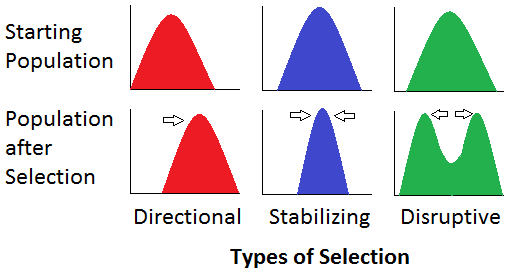 Starting
Population
Population
after
Selection
Directional Stabilizing Disruptive
Types of Selection